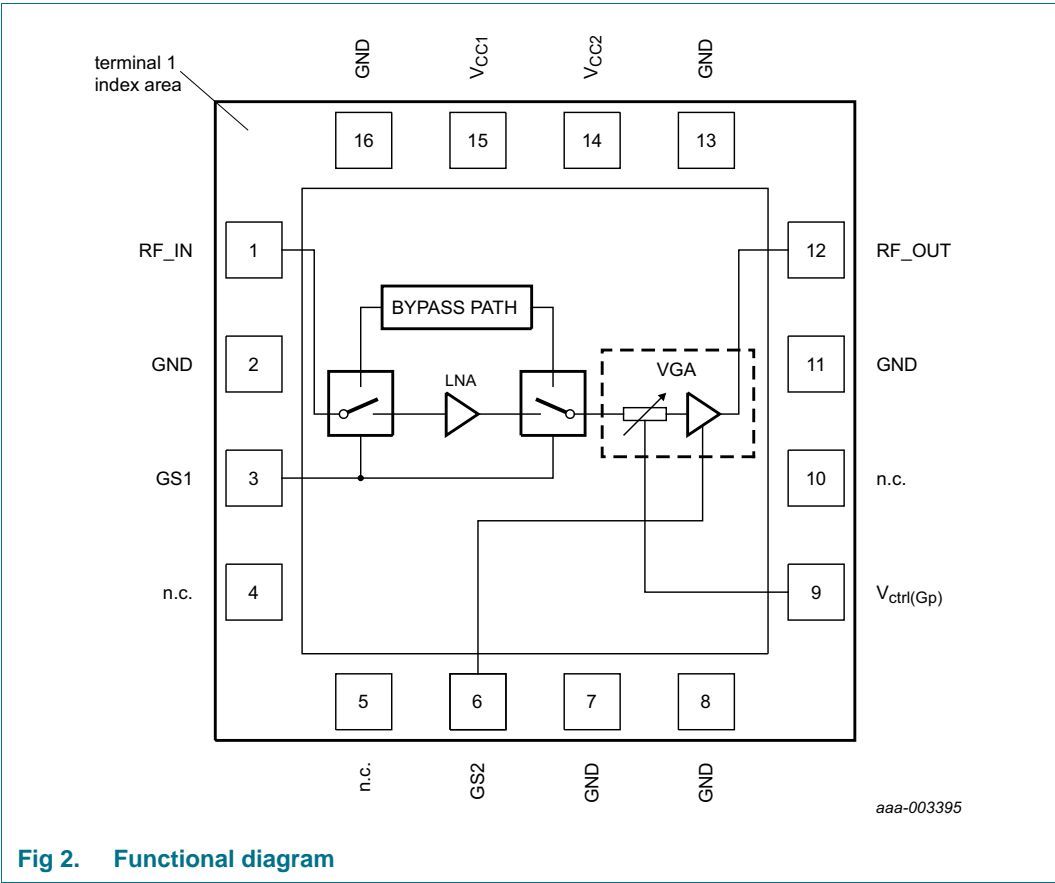 terminal 1
index area
GND
VCC1
VCC2
GND
16
15
14
13
RF_IN
1
12
RF_OUT
BYPASS PATH
GND
2
LNA
VGA
11
GND
GS1
3
10
n.c.
n.c.
4
9
Vctrl(Gp)
5
6
7
8
n.c.
GS2
GND
GND
aaa-003395
Fig 2. Functional diagram